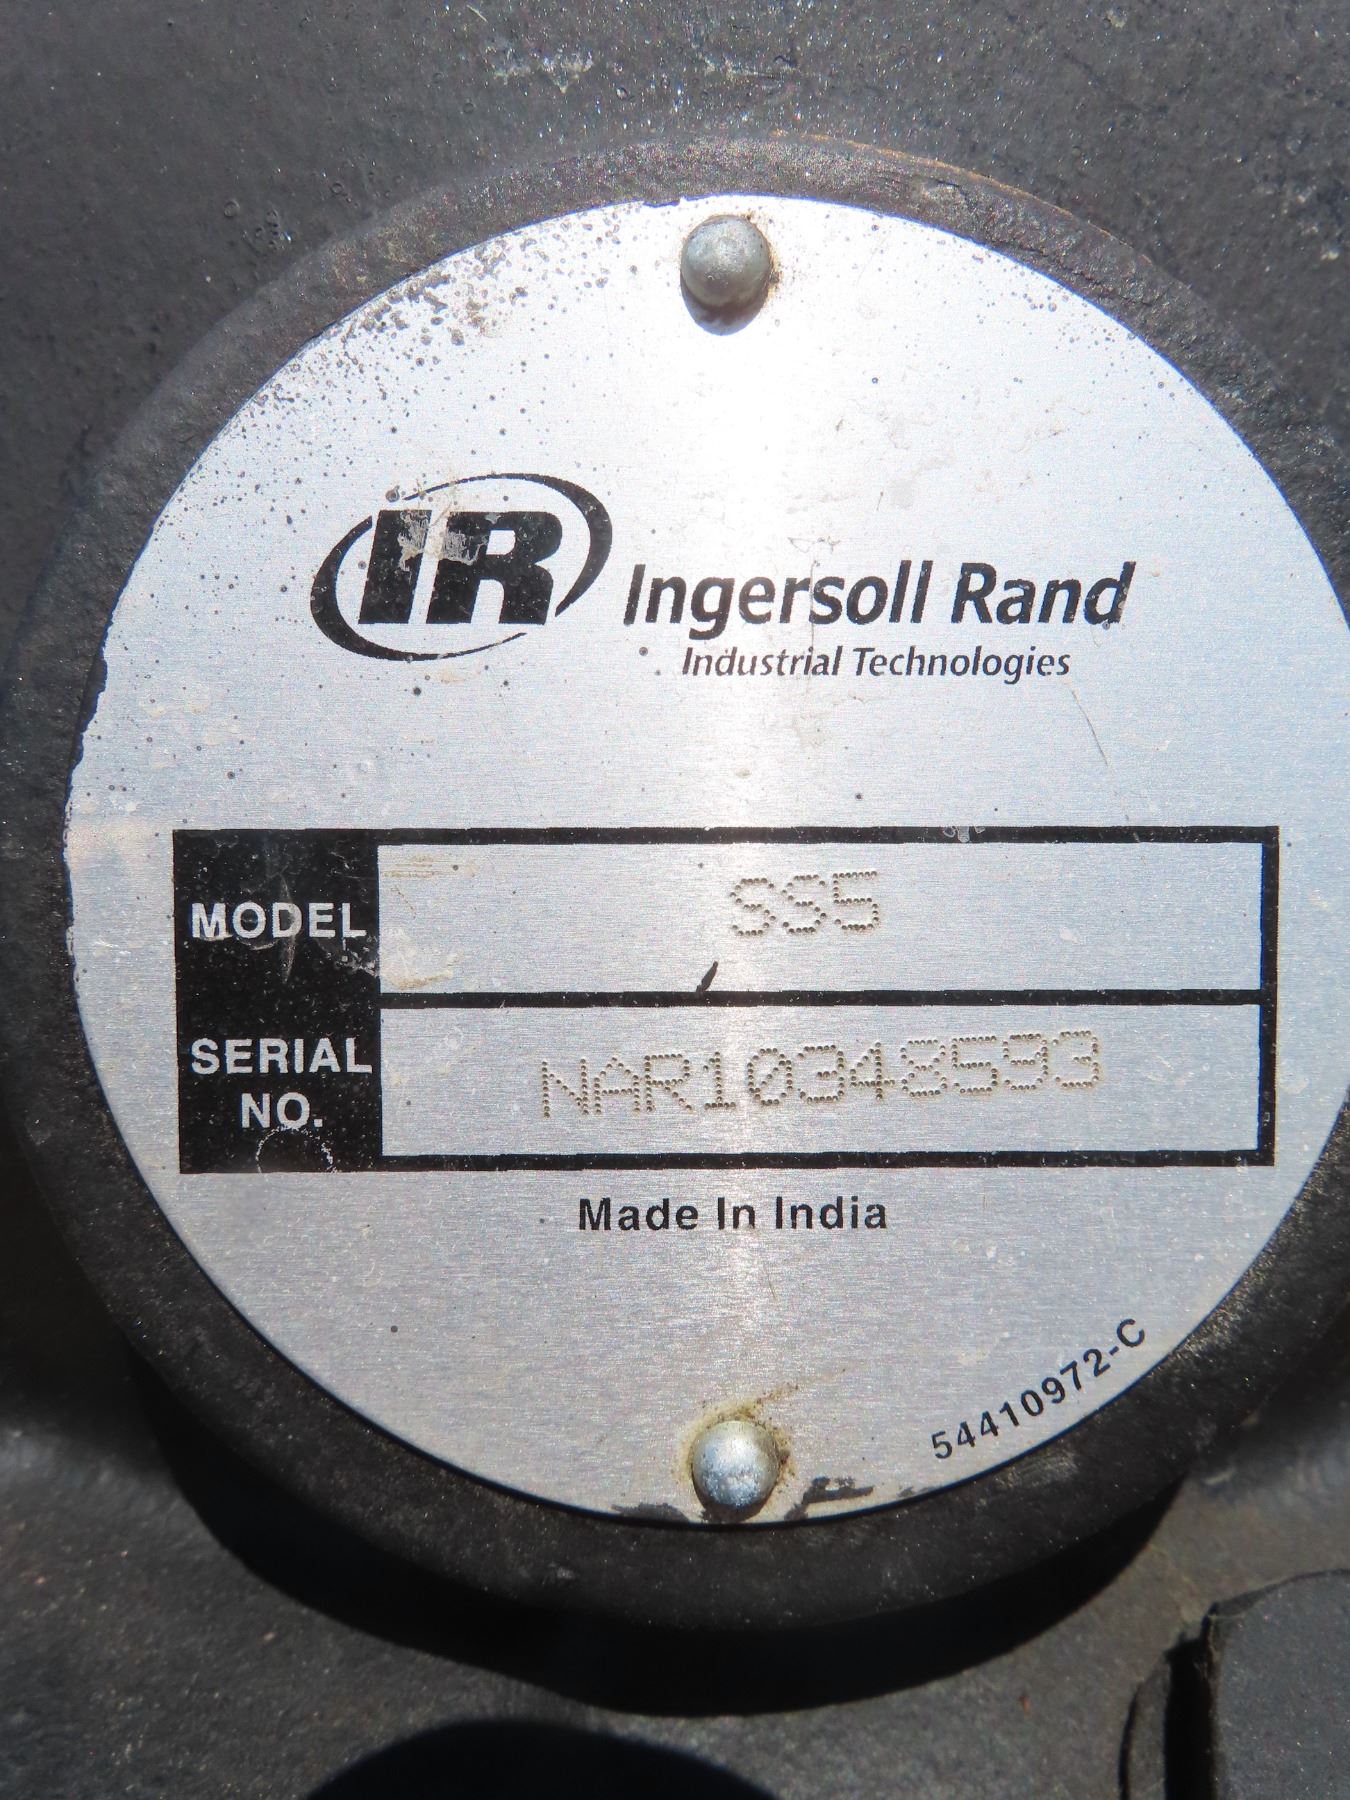 IR Ingersoll Rand
Industrial Technologies
MODEL SS5
SERIAL NO. NAR10348593
Made In India
54410972-C